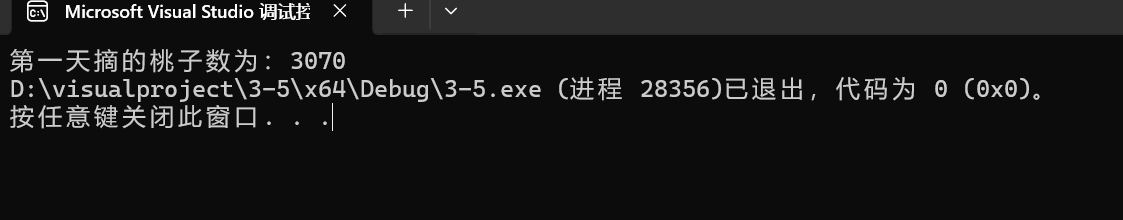 Microsoft Visual Studio 调试控
第一天摘的桃子数为: 3070
D:\visualproject\3-5\x64\Debug\3-5.exe (进程 28356)已退出，代码为 0 (0x0)。
按任意键关闭此窗口. . .